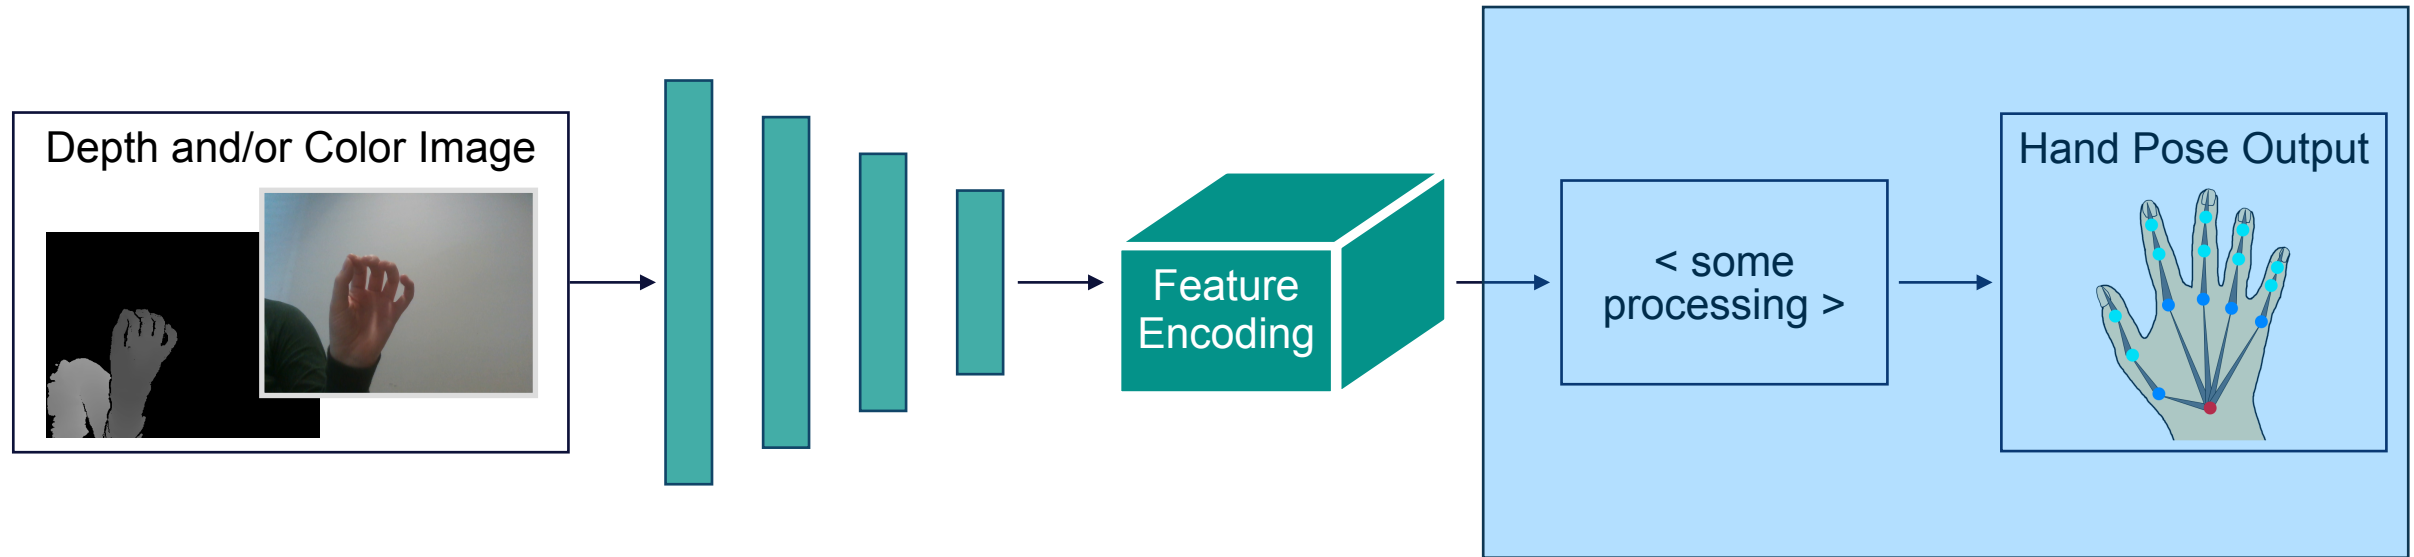 Depth and/or Color Image
Feature
Encoding
< some
processing >
Hand Pose Output